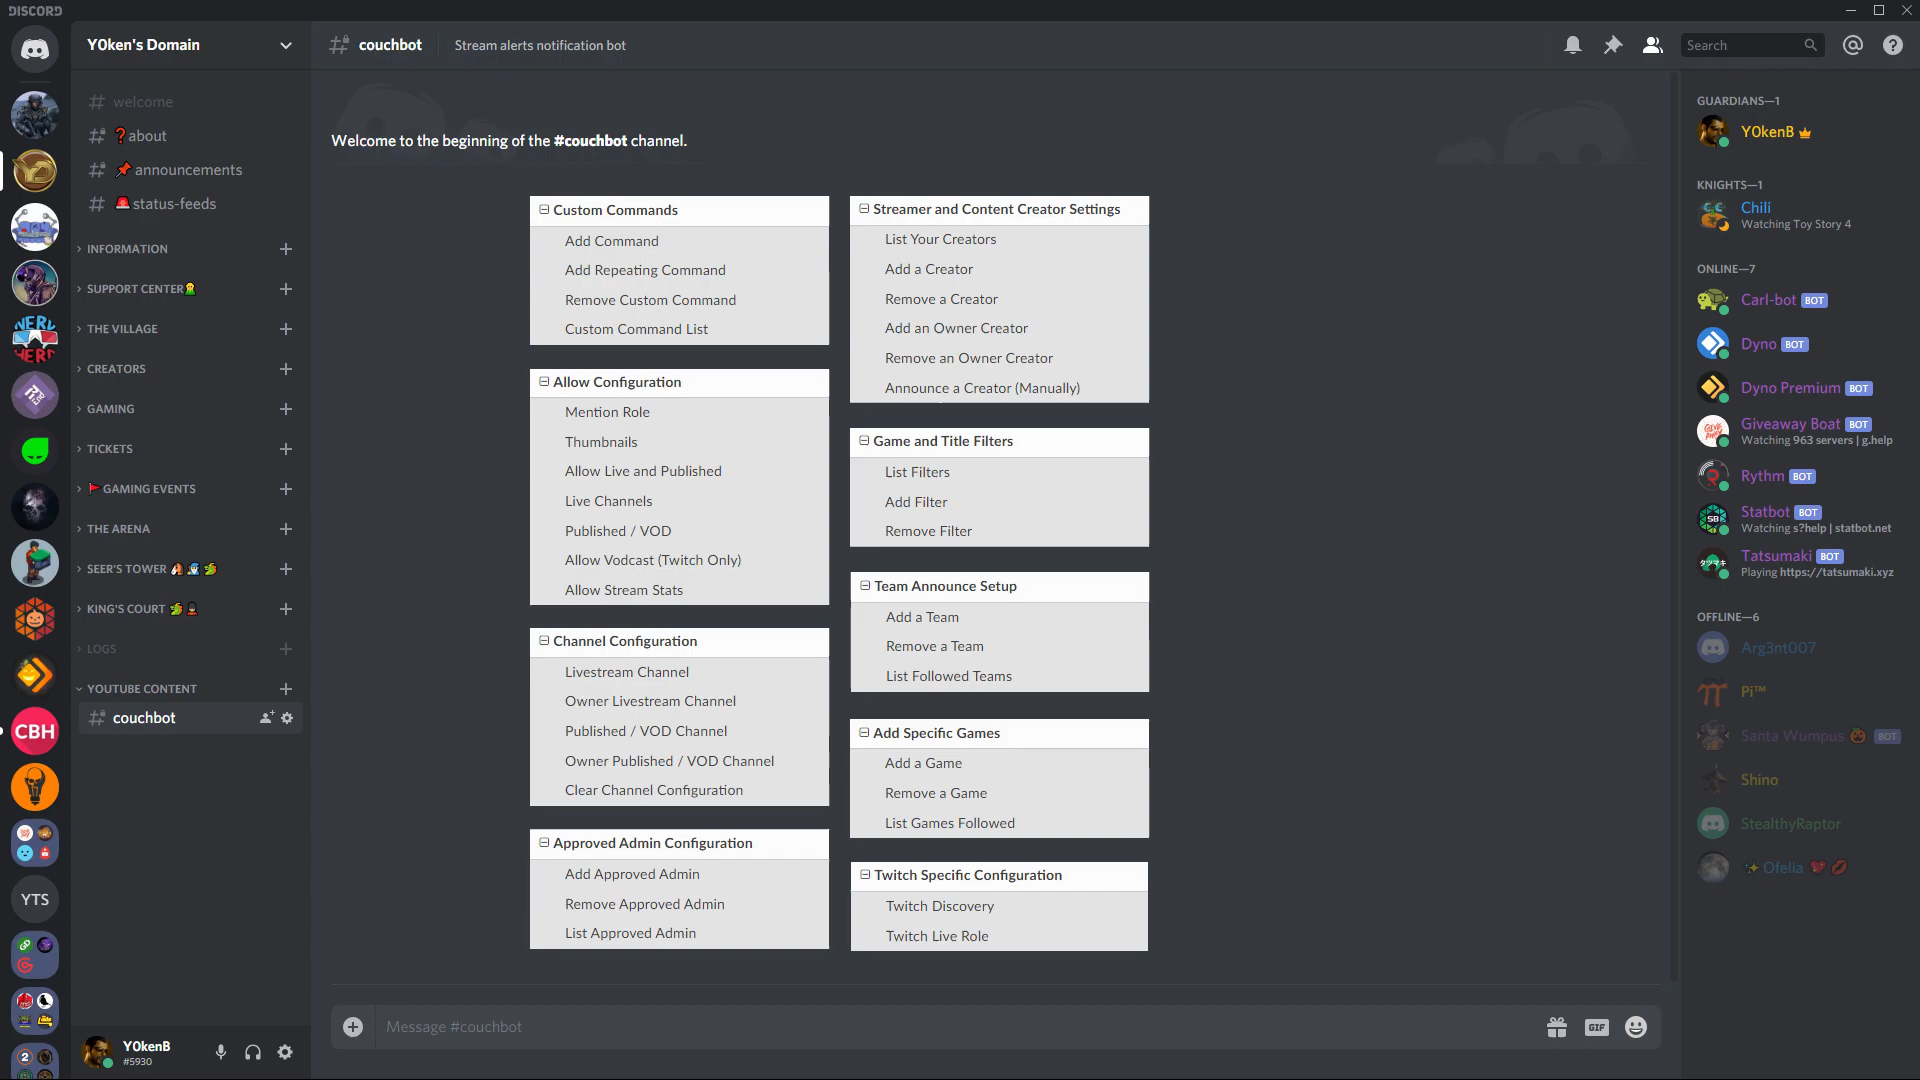 DISCORD
Y0ken's Domain
couchbot
Stream alerts notification bot
Search
welcome
about
announcements
status-feeds
INFORMATION
SUPPORT CENTER
THE VILLAGE
CREATORS
GAMING
TICKETS
GAMING EVENTS
THE ARENA
SEER'S TOWER
KING'S COURT
LOGS
YOUTUBE CONTENT
couchbot
CBH
YTS
2
Y0kenB
#5930
Welcome to the beginning of the #couchbot channel.
Custom Commands
Add Command
Add Repeating Command
Remove Custom Command
Custom Command List
Allow Configuration
Mention Role
Thumbnails
Allow Live and Published
Live Channels
Published / VOD
Allow Vodcast (Twitch Only)
Allow Stream Stats
Channel Configuration
Livestream Channel
Owner Livestream Channel
Published / VOD Channel
Owner Published / VOD Channel
Clear Channel Configuration
Approved Admin Configuration
Add Approved Admin
Remove Approved Admin
List Approved Admin
Streamer and Content Creator Settings
List Your Creators
Add a Creator
Remove a Creator
Add an Owner Creator
Remove an Owner Creator
Announce a Creator (Manually)
Game and Title Filters
List Filters
Add Filter
Remove Filter
Team Announce Setup
Add a Team
Remove a Team
List Followed Teams
Add Specific Games
Add a Game
Remove a Game
List Games Followed
Twitch Specific Configuration
Twitch Discovery
Twitch Live Role
Message #couchbot
GIF
GUARDIANS—1
Y0kenB
KNIGHTS—1
Chili
Watching Toy Story 4
ONLINE—7
Carl-bot BOT
Dyno BOT
Dyno Premium BOT
Giveaway Boat BOT
Watching 963 servers | g.help
Rythm BOT
Statbot BOT
Watching s?help | statbot.net
Tatsumaki BOT
Playing https://tatsumaki.xyz
OFFLINE—6
Arg3nt007
Pi™
Santa Wumpus BOT
Shino
StealthyRaptor
Ofelia